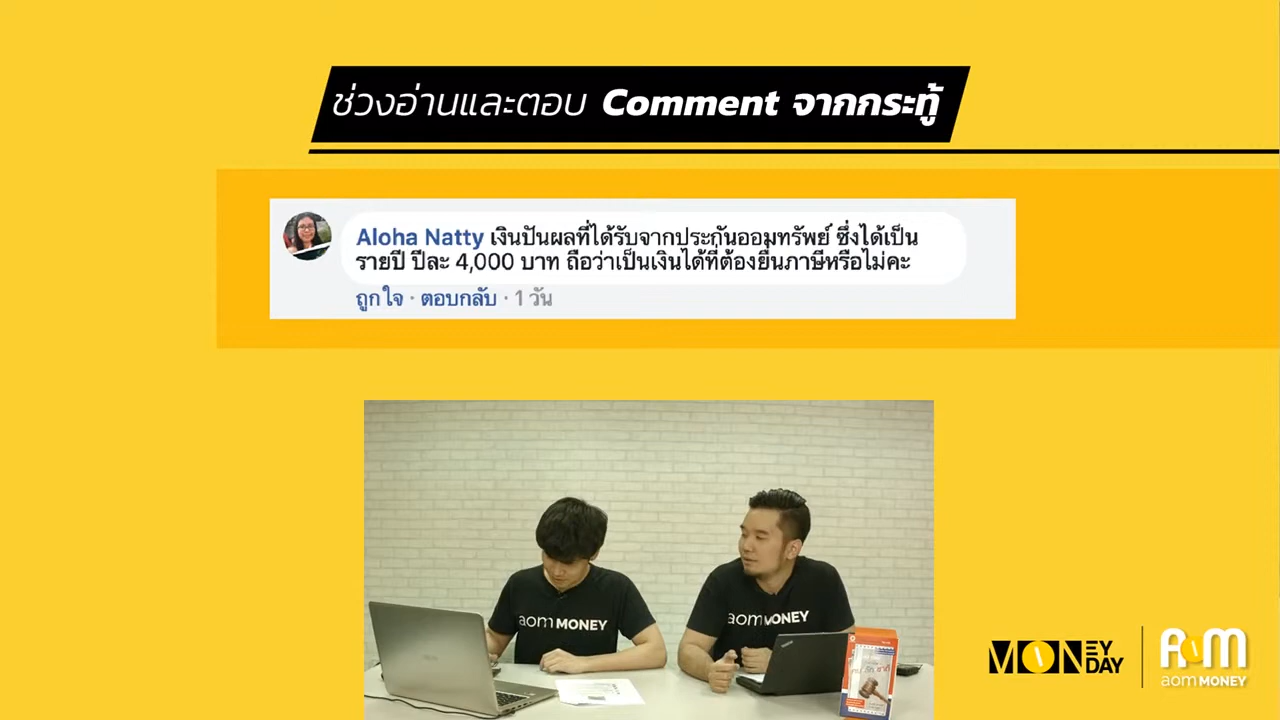 ช่วงอ่านและตอบ Comment จากกระทู้
Aloha Natty เงินปันผลที่ได้รับจากประกันออมทรัพย์ ซึ่งได้เป็น
รายปี ปีละ 4,000 บาท ถือว่าเป็นเงินได้ที่ต้องยื่นภาษีหรือไม่คะ
ถูกใจ · ตอบกลับ · 1 วัน
aomMONEY
aomMONEY
MONEY
DAY
AOM
aomMONEY